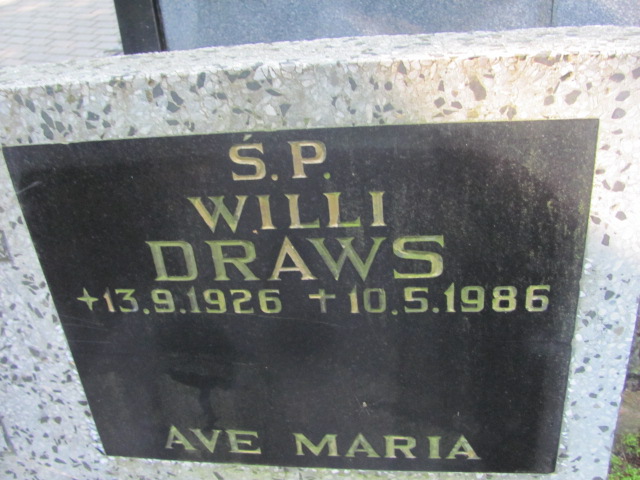 Ś.P.
WILLI
DRAWS
+13.9.1926 +10.5.1986
AVE MARIA